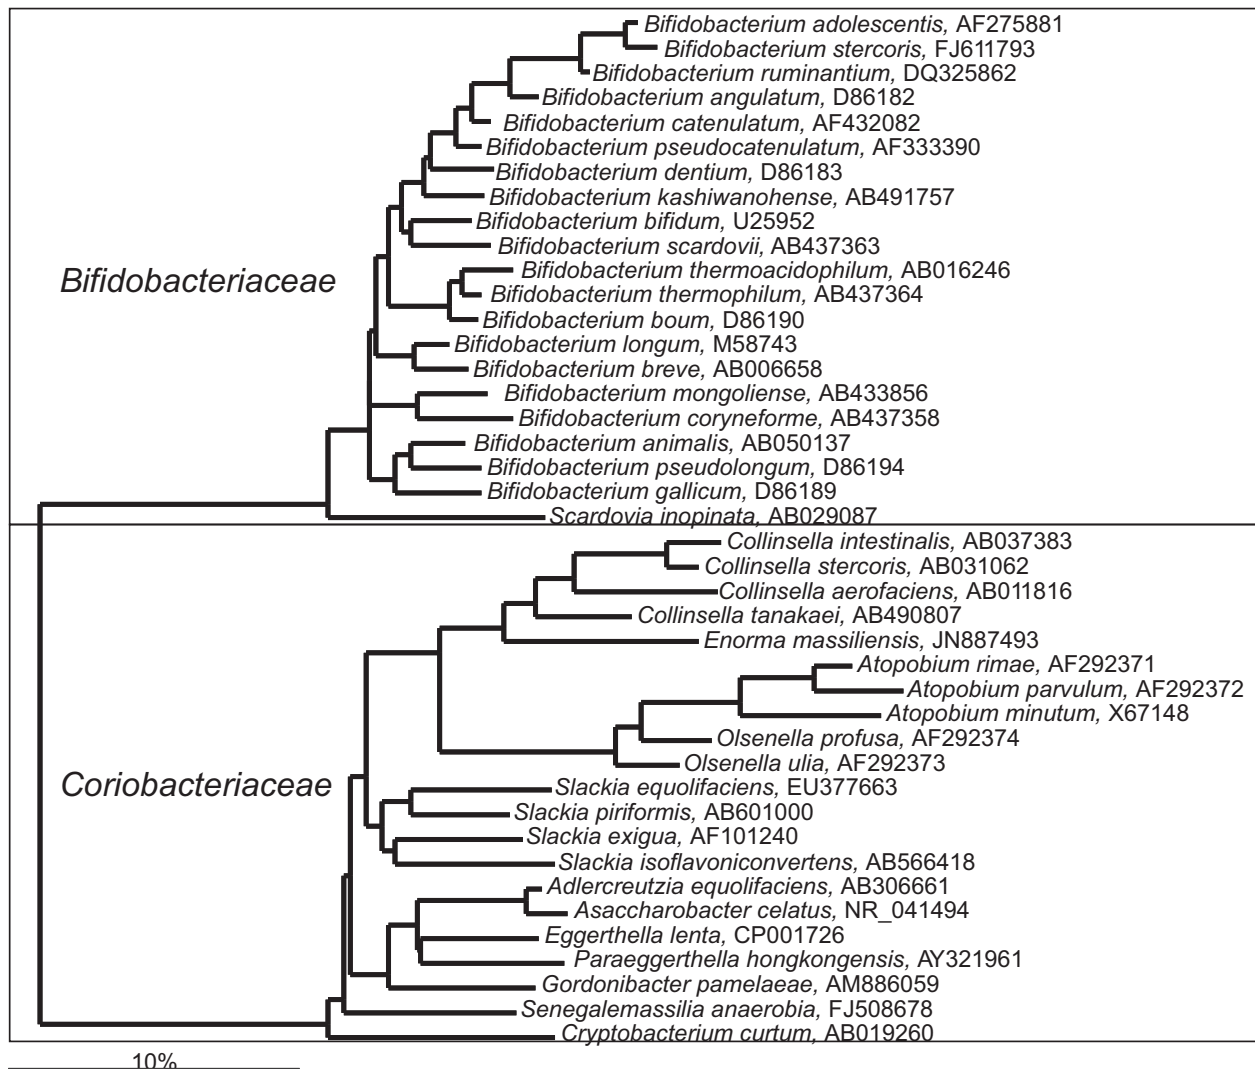 Bifidobacterium adolescentis, AF275881
Bifidobacterium stercoris, FJ611793
Bifidobacterium ruminantium, DQ325862
Bifidobacterium angulatum, D86182
Bifidobacterium catenulatum, AF432082
Bifidobacterium pseudocatenulatum, AF333390
Bifidobacterium dentium, D86183
Bifidobacterium kashiwanohense, AB491757
Bifidobacterium bifidum, U25952
Bifidobacterium scardovii, AB437363
Bifidobacteriaceae
Bifidobacterium thermoacidophilum, AB016246
Bifidobacterium thermophilum, AB437364
Bifidobacterium boum, D86190
Bifidobacterium longum, M58743
Bifidobacterium breve, AB006658
Bifidobacterium mongoliense, AB433856
Bifidobacterium coryneforme, AB437358
Bifidobacterium animalis, AB050137
Bifidobacterium pseudolongum, D86194
Bifidobacterium gallicum, D86189
Scardovia inopinata, AB029087
Collinsella intestinalis, AB037383
Collinsella stercoris, AB031062
Collinsella aerofaciens, AB011816
Collinsella tanakaei, AB490807
Enorma massiliensis, JN887493
Atopobium rimae, AF292371
Atopobium parvulum, AF292372
Atopobium minutum, X67148
Olsenella profusa, AF292374
Olsenella ulia, AF292373
Coriobacteriaceae
Slackia equolifaciens, EU377663
Slackia piriformis, AB601000
Slackia exigua, AF101240
Slackia isoflavoniconvertens, AB566418
Adlercreutzia equolifaciens, AB306661
Asaccharobacter celatus, NR_041494
Eggerthella lenta, CP001726
Paraeggerthella hongkongensis, AY321961
Gordonibacter pamelaeae, AM886059
Senegalemassilia anaerobia, FJ508678
Cryptobacterium curtum, AB019260
10%